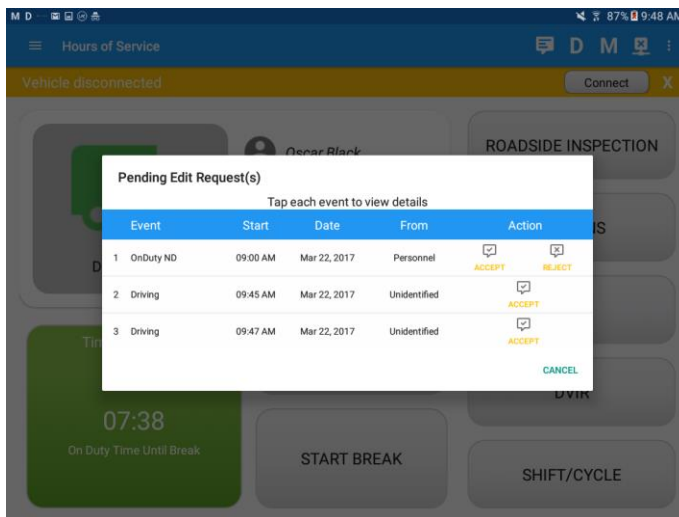 M D 87% 9:48 AM
Hours of Service D M
Vehicle disconnected Connect X
Oscar Black
ROADSIDE INSPECTION
Pending Edit Request(s)
Tap each event to view details
Event Start Date From Action
1 OnDuty ND 09:00 AM Mar 22, 2017 Personnel ACCEPT REJECT
2 Driving 09:45 AM Mar 22, 2017 Unidentified ACCEPT
3 Driving 09:47 AM Mar 22, 2017 Unidentified ACCEPT
CANCEL
DVIR
07:38
On Duty Time Until Break
START BREAK
SHIFT/CYCLE